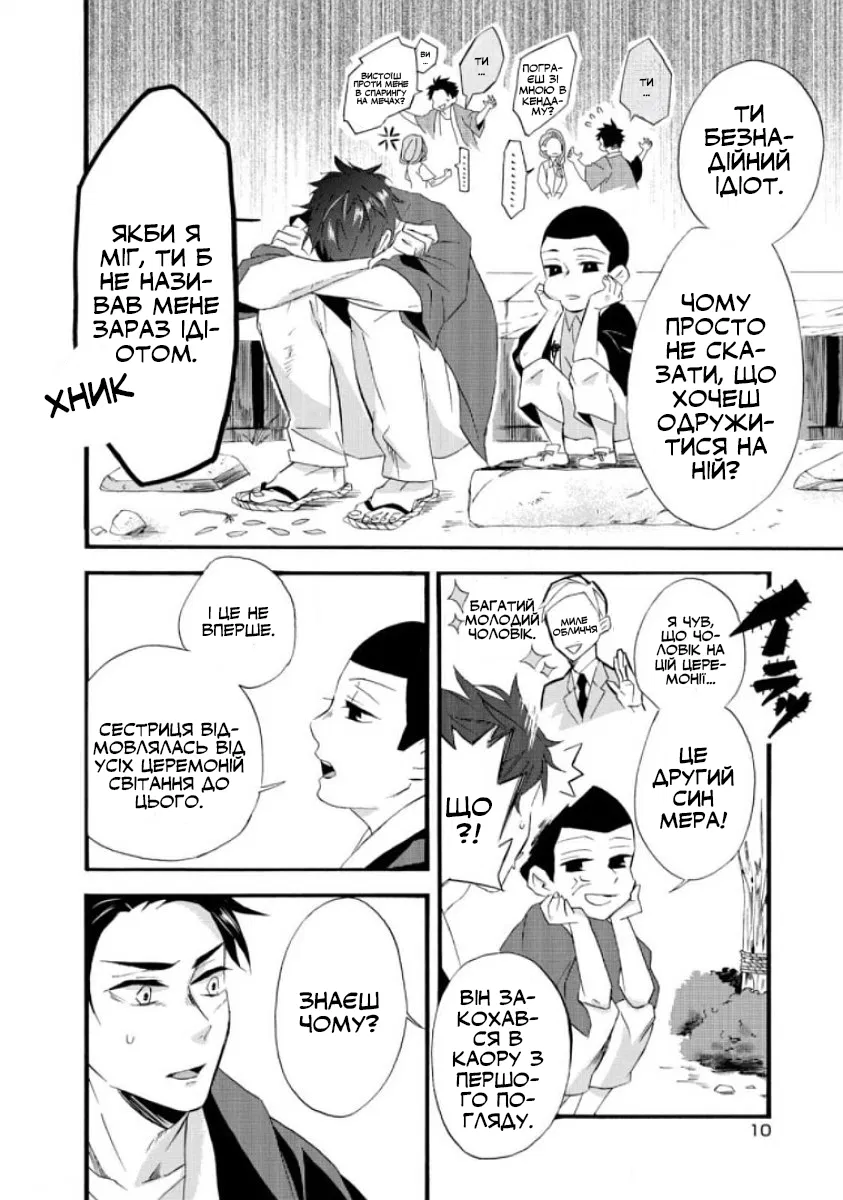 ТИ
БЕЗНА-
ДІЙНИЙ
ІДІОТ.
ЧОМУ
ПРОСТО
НЕ СКА-
ЗАТИ, ЩО
ХОЧЕШ
ОДРУЖИ-
ТИСЯ НА
НІЙ?
ТИ
...
ПОГРА-
ЄШ ЗІ
МНОЮ В
КЕНДА-
МУ?
......
ТИ
...
ВИ
...
ВИСТОЇШ
ПРОТИ МЕНЕ
В СПАРИНГУ
НА МЕЧАХ?
......
ЯКБИ Я
МІГ, ТИ Б
НЕ НАЗИ-
ВАВ МЕНЕ
ЗАРАЗ ІДІ-
ОТОМ.
ХНИК
イラッ
Я ЧУВ,
ЩО ЧО-
ЛОВІК НА
ЦІЙ ЦЕРЕ-
МОНІЇ...
МИЛЕ
ОБЛИЧЧЯ
БАГАТИЙ
МОЛОДИЙ
ЧОЛОВІК.
ЦЕ
ДРУГИЙ
СИН
МЕРА!
ЩО
?!
ВІН ЗА-
КОХАВ-
СЯ В
КАОРУ З
ПЕРШО-
ГО ПО-
ГЛЯДУ.
І ЦЕ НЕ
ВПЕРШЕ.
СЕСТРИЦЯ ВІД-
МОВЛЯЛАСЬ ВІД
УСІХ ЦЕРЕМОНІЙ
СВІТАННЯ ДО
ЦЬОГО.
ЗНАЄШ
ЧОМУ?
10